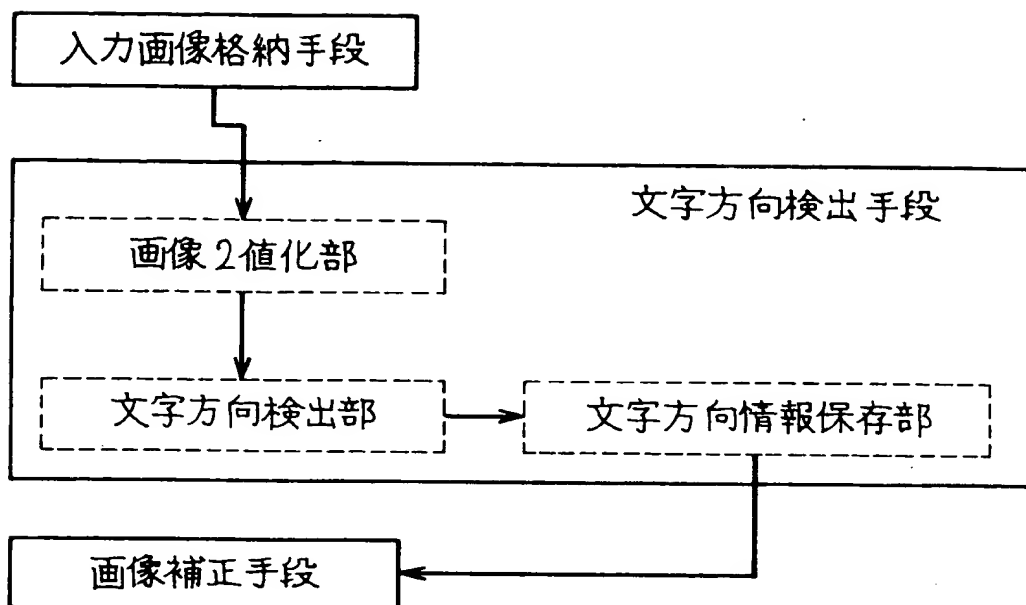 入力画像格納手段
文字方向検出手段
画像2値化部
文字方向検出部
文字方向情報保存部
画像補正手段